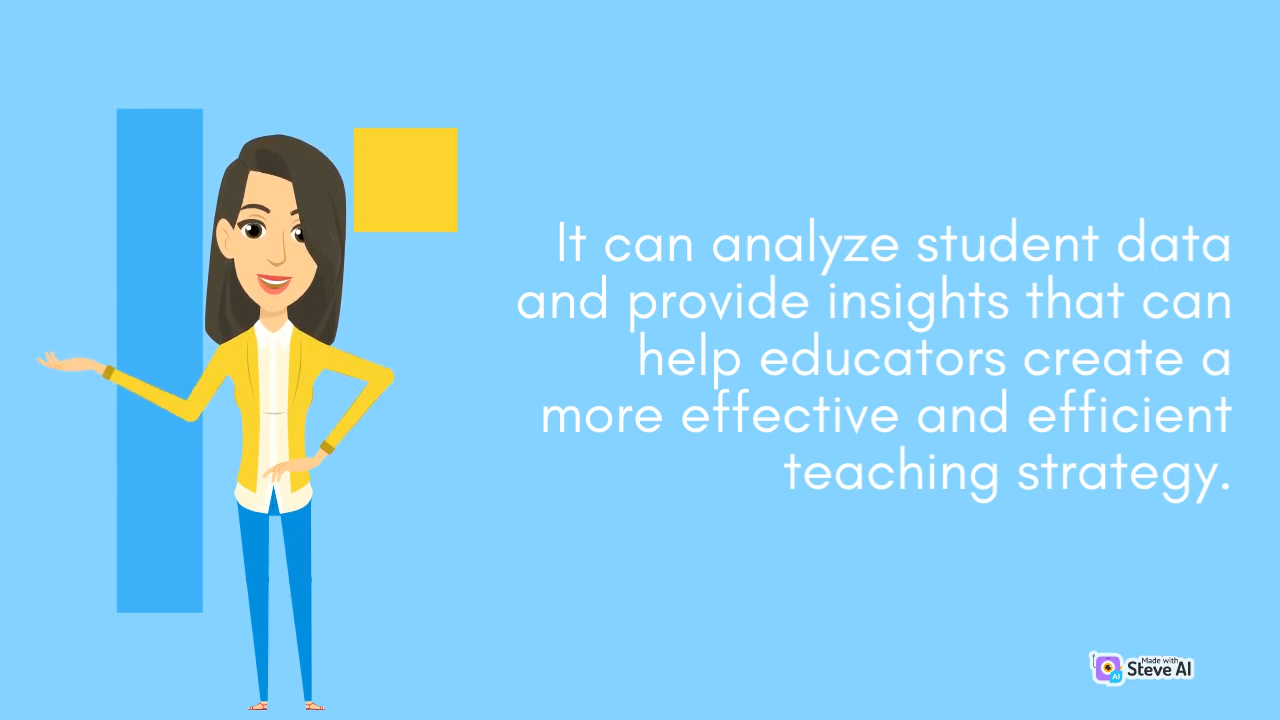 It can analyze student data
and provide insights that can
help educators create a
more effective and efficient
teaching strategy.
Made with
Steve AI
AI